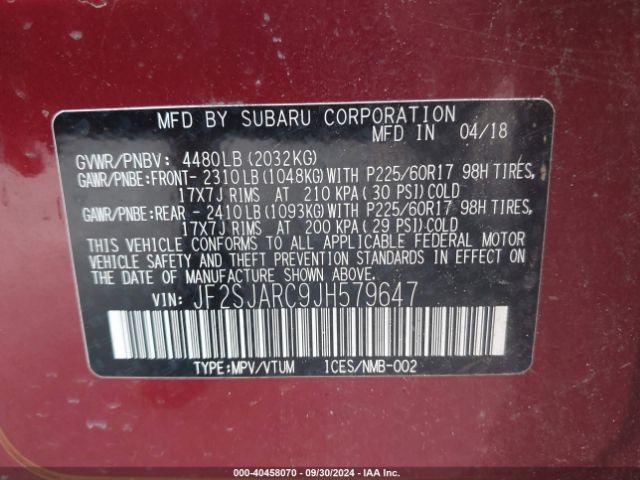 MFD BY SUBARU CORPORATION
MFD IN 04/18
GVWR/PNBV: 4480LB(2032KG)
GAWR/PNBE:FRONT- 2310LB(1048KG)WITH P225/60R17 98H TIRES,
17X7J RIMS AT 210 KPA(30 PSI)COLD
GAWR/PNBE:REAR - 2410LB(1093KG)WITH P225/60R17 98H TIRES,
17X7J RIMS AT 200 KPA(29 PSI)COLD
THIS VEHICLE CONFORMS TO ALL APPLICABLE FEDERAL MOTOR
VEHICLE SAFETY AND THEFT PREVENTION STANDARDS IN EFFECT ON
THE DATE OF MANUFACTURE SHOWN ABOVE.
VIN: JF2SJARC9JH579647
TYPE:MPV/VTUM ICES/NMB-002
000-40458070 - 09/30/2024 - IAA Inc.